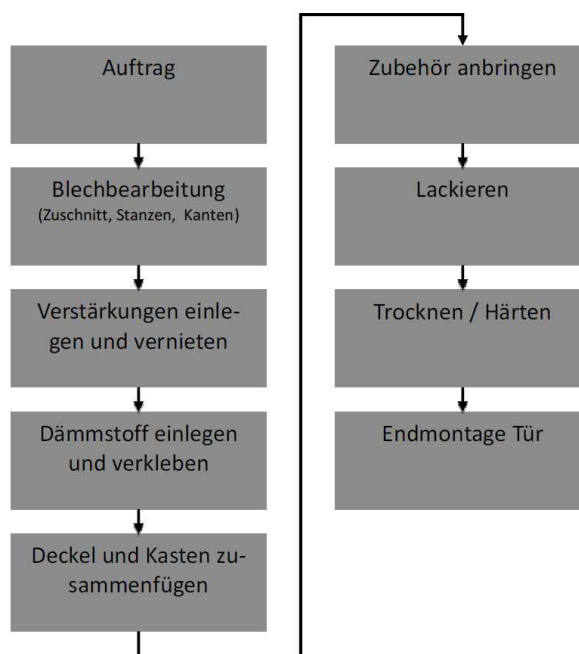 Auftrag
Blechbearbeitung
(Zuschnitt, Stanzen, Kanten)
Verstärkungen einle-
gen und vernieten
Dämmstoff einlegen
und verkleben
Deckel und Kasten zu-
sammenfügen
Zubehör anbringen
Lackieren
Trocknen / Härten
Endmontage Tür